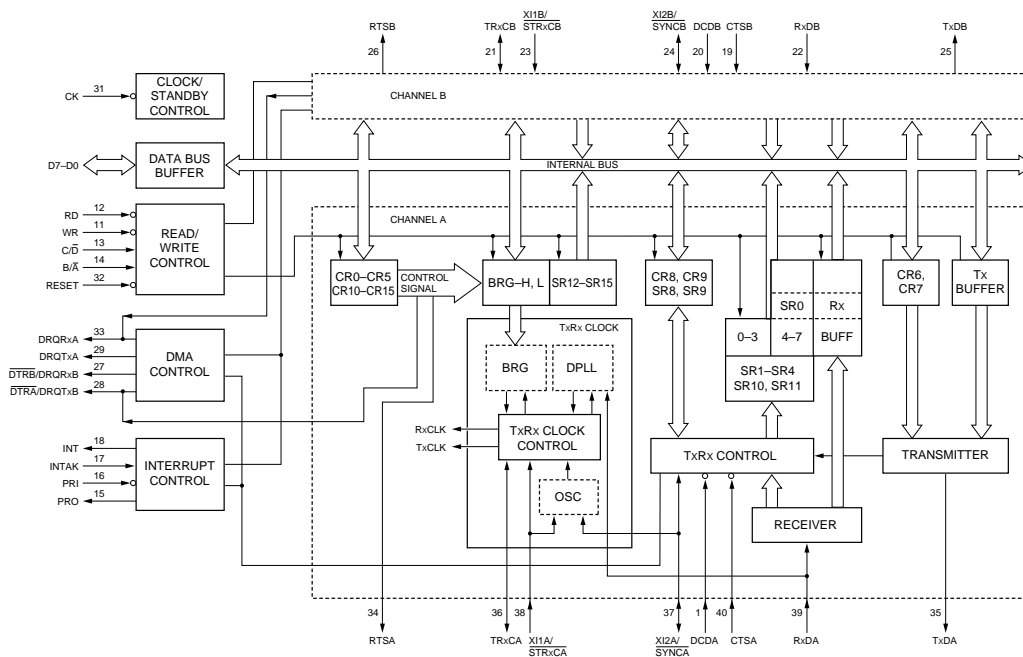 RTSB
TRxCB
XI1B/
STRxCB
XI2B/
SYNCB
DCDB
CTSB
RxDB
TxDB
26
21
23
24
20
19
22
25
CK
31
CLOCK/
STANDBY
CONTROL
CHANNEL B
D7–D0
DATA BUS
BUFFER
INTERNAL BUS
RD
12
WR
11
C/D
13
B/A
14
RESET
32
READ/
WRITE
CONTROL
CHANNEL A
CR0–CR5
CR10–CR15
CONTROL
SIGNAL
BRG–H, L
SR12–SR15
CR8, CR9
SR8, SR9
SR0
Rx
0–3
4–7
BUFF
SR1–SR4
SR10, SR11
CR6,
CR7
Tx
BUFFER
DRQRxA
33
DRQTxA
29
DTRB/DRQRxB
27
DTRA/DRQTxB
28
DMA
CONTROL
TxRx CLOCK
BRG
DPLL
RxCLK
TxCLK
TxRx CLOCK
CONTROL
OSC
TxRx CONTROL
TRANSMITTER
RECEIVER
INT
18
INTAK
17
PRI
16
PRO
15
INTERRUPT
CONTROL
34
36
38
37
1
40
39
35
RTSA
TRxCA
XI1A/
STRxCA
XI2A/
SYNCA
DCDA
CTSA
RxDA
TxDA